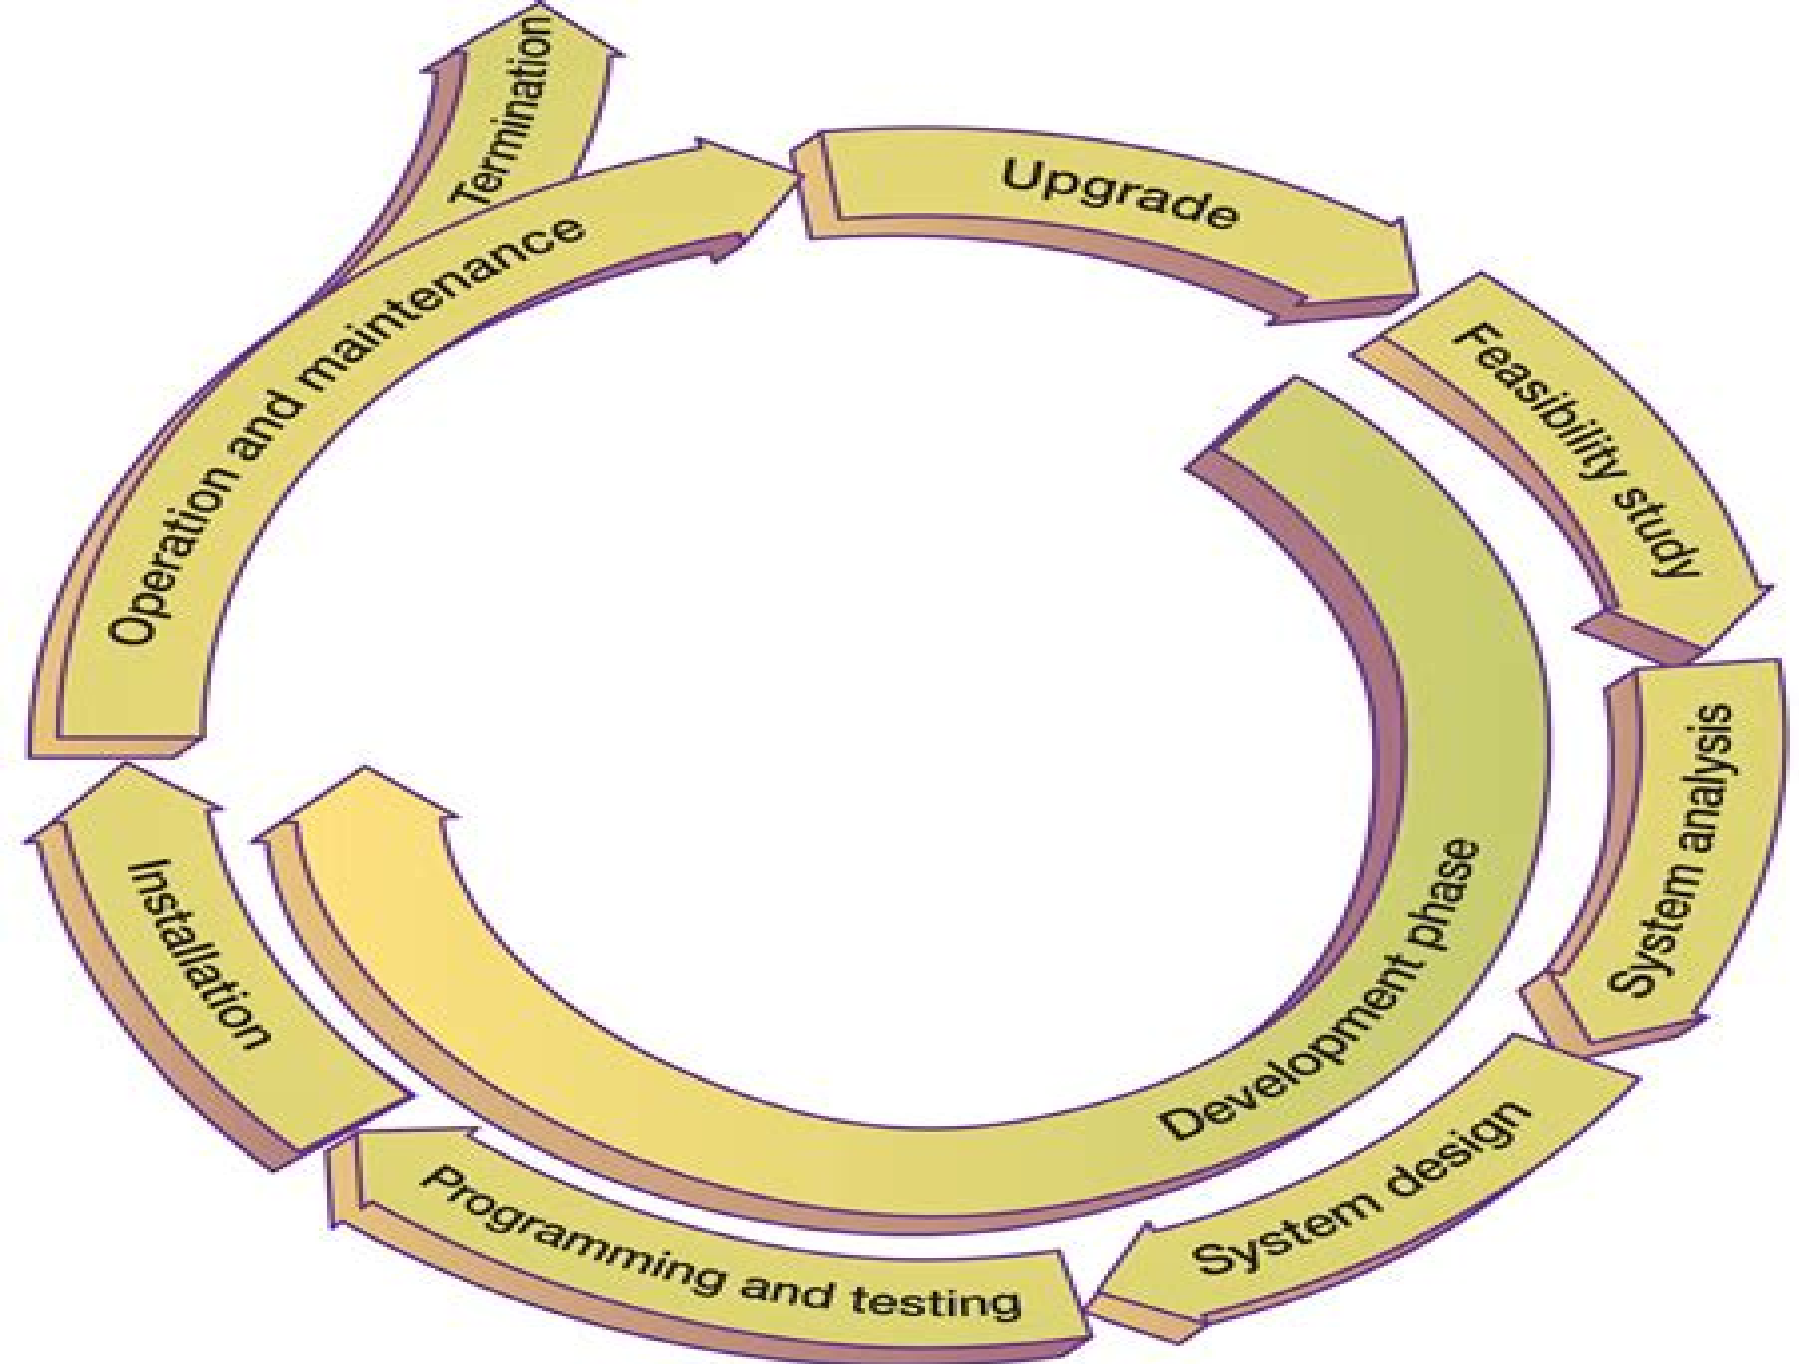 Termination
Operation and maintenance
Upgrade
Feasibility study
System analysis
System design
Programming and testing
Installation
Development phase